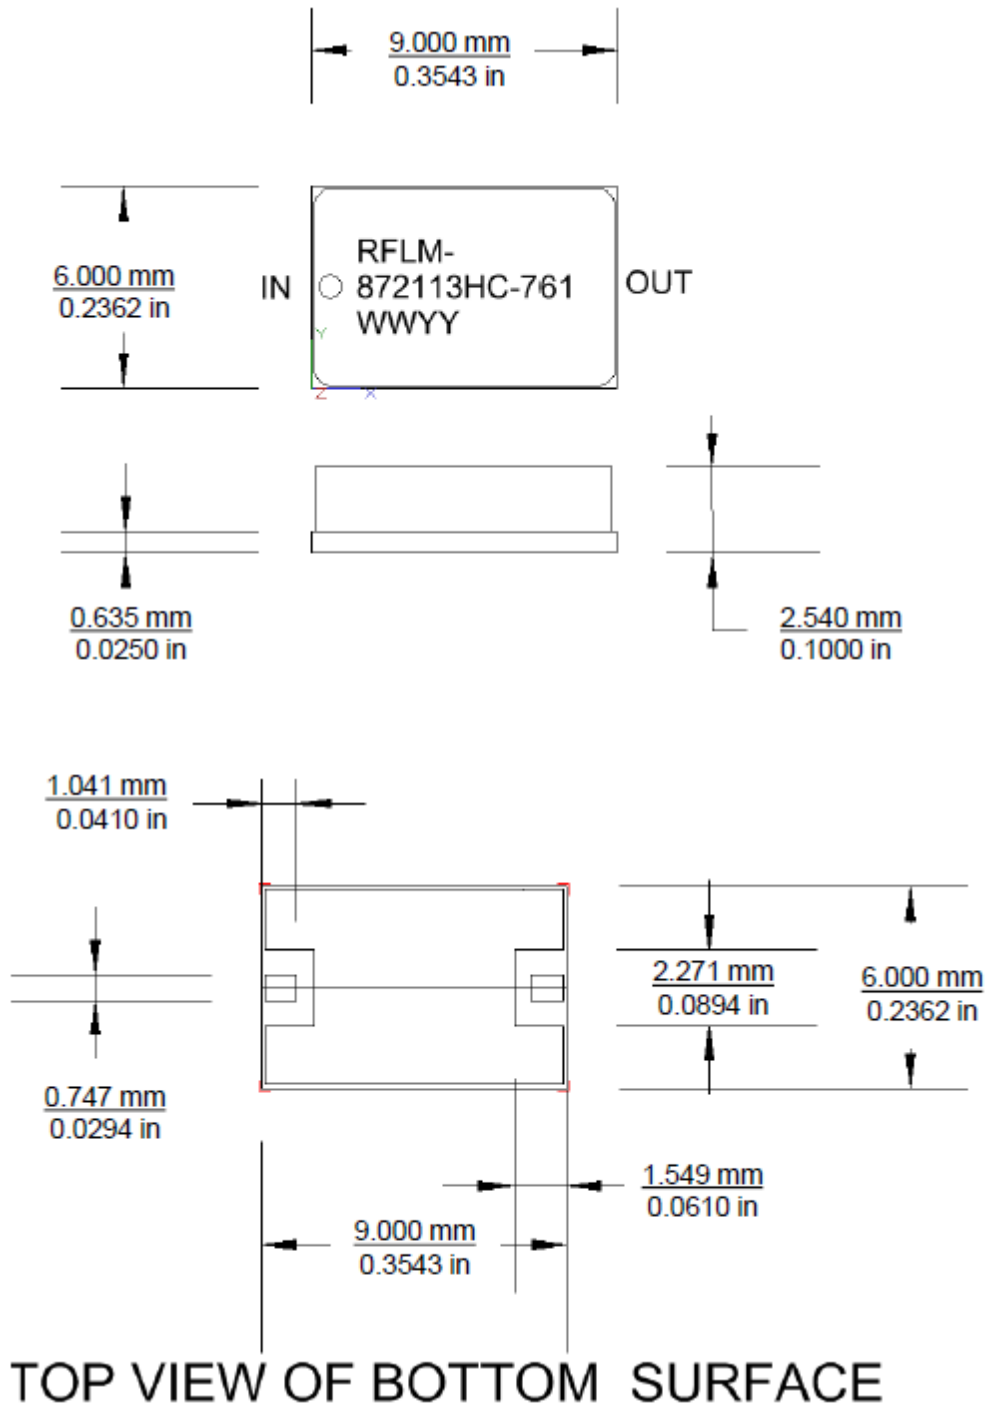 9.000 mm
0.3543 in
6.000 mm
0.2362 in
IN
RFLM-
872113HC-761
WWYY
OUT
Y
Z
X
0.635 mm
0.0250 in
2.540 mm
0.1000 in
1.041 mm
0.0410 in
2.271 mm
0.0894 in
6.000 mm
0.2362 in
0.747 mm
0.0294 in
1.549 mm
0.0610 in
9.000 mm
0.3543 in
TOP VIEW OF BOTTOM SURFACE